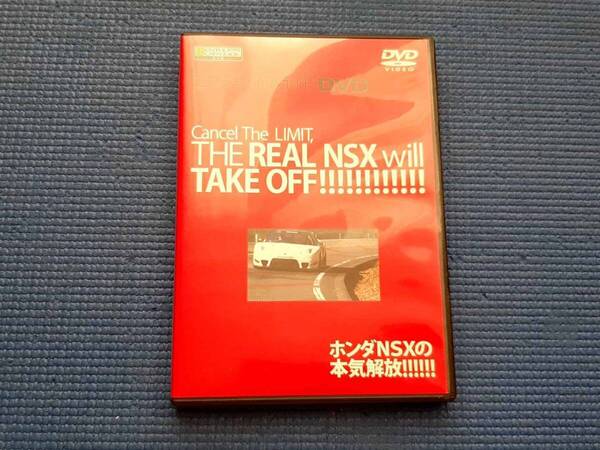 DVD
VIDEO
DVD
Cancel The LIMIT,
THE REAL NSX will
TAKE OFF!!!!!!!!!!!!
ホンダNSXの
本気解放!!!!!!